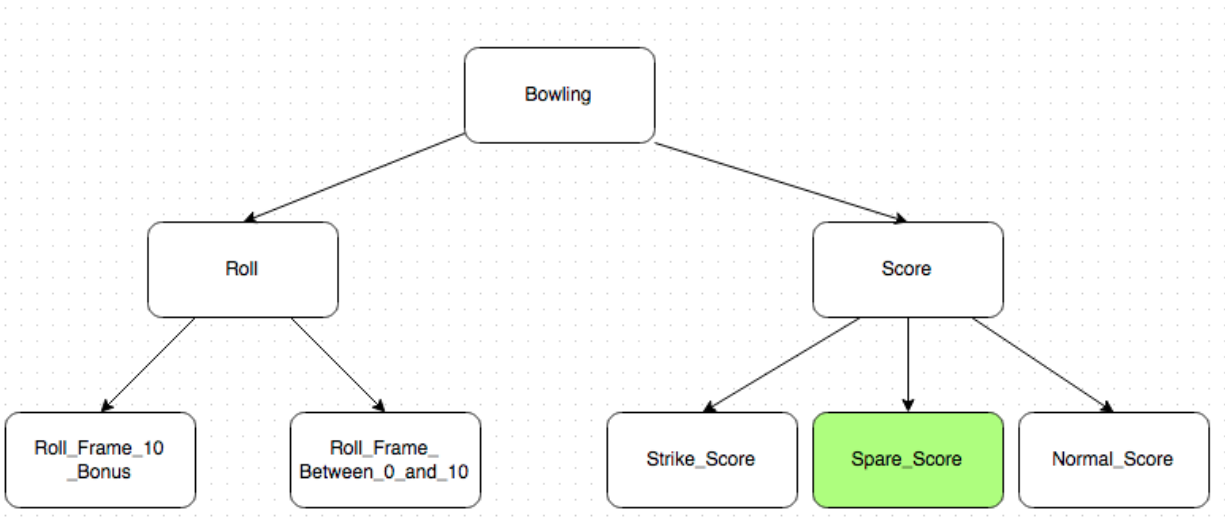 Bowling
Roll
Score
Roll_Frame_10
_Bonus
Roll_Frame_
Between_0_and_10
Strike_Score
Spare_Score
Normal_Score